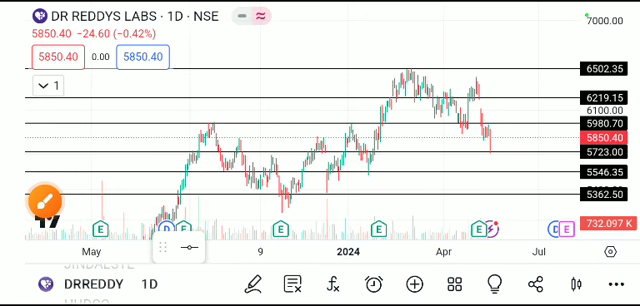 DR REDDYS LABS · 1D · NSE
5850.40 −24.60 (−0.42%)
5850.40 0.00 5850.40
1
7000.00
6502.35
6219.15
6100.00
5980.70
5850.40
5723.00
5546.35
5362.50
732.097 K
E D E E E E E D E
May 9 2024 Apr Jul
DRREDDY 1D